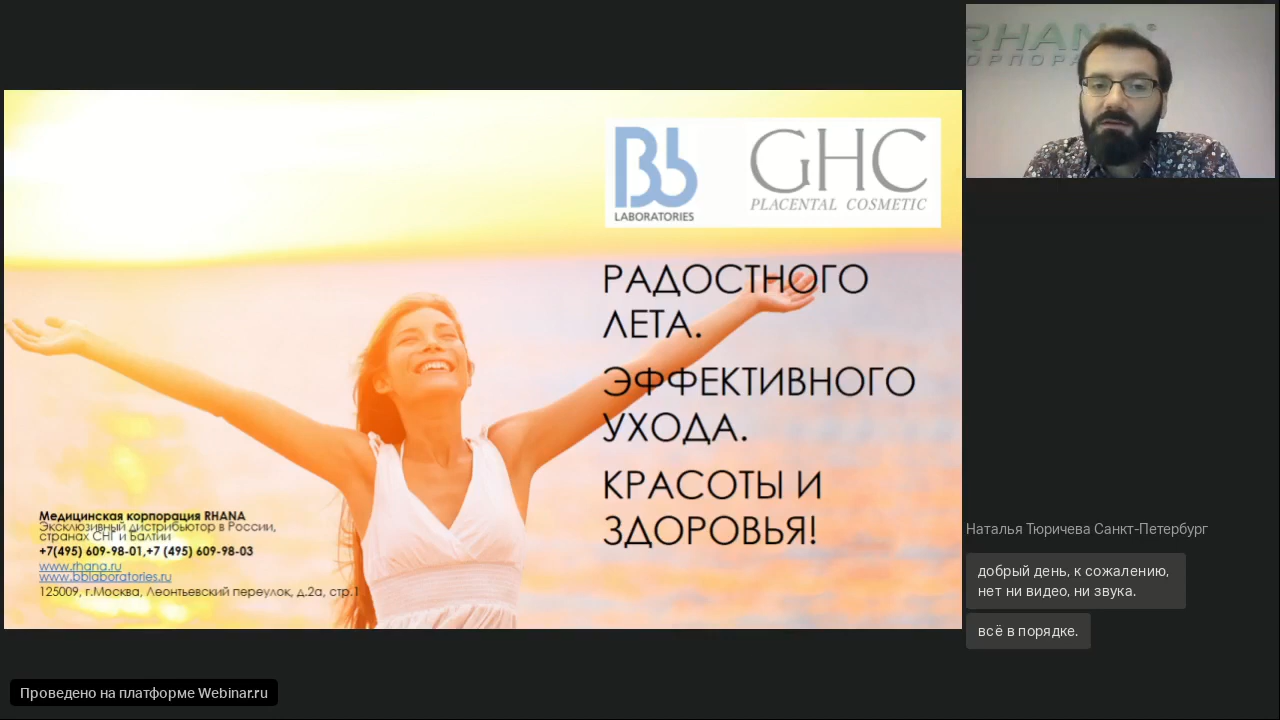 Bb
LABORATORIES
GHC
PLACENTAL COSMETIC
РАДОСТНОГО
ЛЕТА.
ЭФФЕКТИВНОГО
УХОДА.
КРАСОТЫ И
ЗДОРОВЬЯ!
Медицинская корпорация RHANA
Эксклюзивный дистрибьютор в России,
странах СНГ и Балтии
+7(495) 609-98-01,+7 (495) 609-98-03
www.rhana.ru
www.bblaboratories.ru
125009, г.Москва, Леонтьевский переулок, д.2а, стр.1
Проведено на платформе Webinar.ru
RHANA
Наталья Тюричева Санкт-Петербург
добрый день, к сожалению,
нет ни видео, ни звука.
всё в порядке.